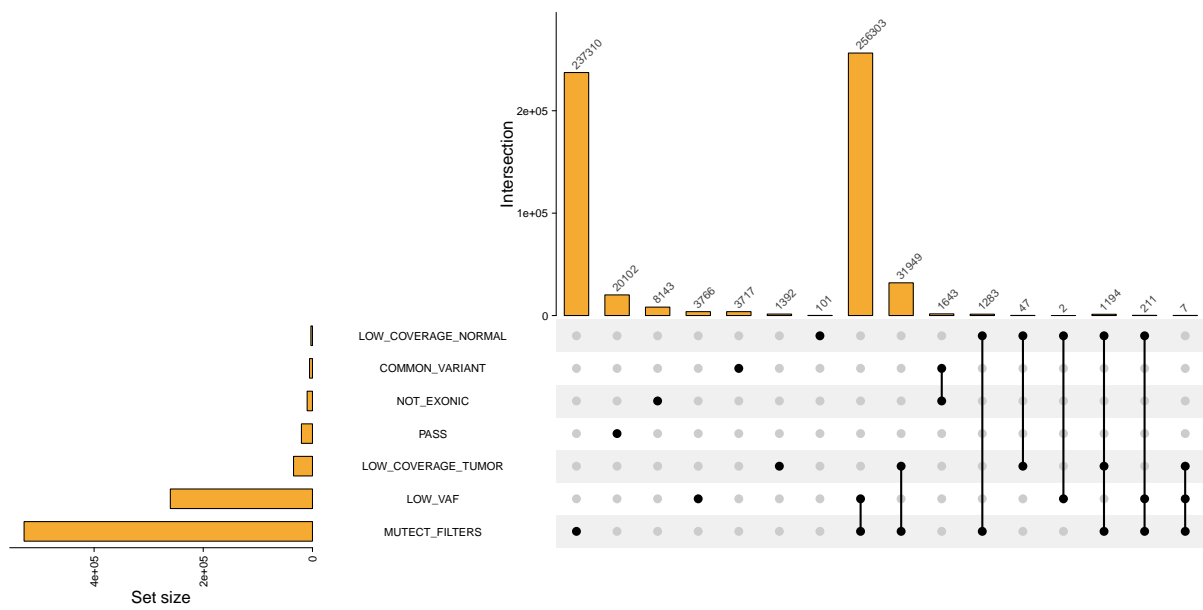 237310
20102
8143
3766
3717
1392
101
256303
31949
1643
1283
47
2
1194
211
7
Intersection
2e+05
1e+05
0
LOW_COVERAGE_NORMAL
COMMON_VARIANT
NOT_EXONIC
PASS
LOW_COVERAGE_TUMOR
LOW_VAF
MUTECT_FILTERS
4e+05
2e+05
0
Set size